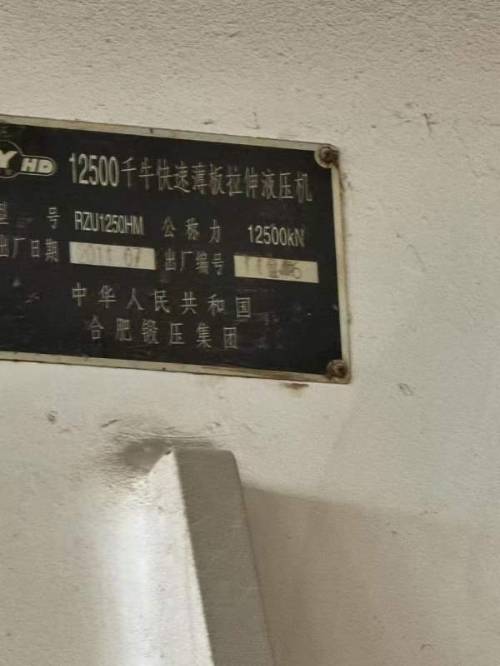 Y HD 12500千牛快速薄板拉伸液压机
型 号 RZU1250HM 公称力 12500kN
出厂日期 2011 07 出厂编号
中华人民共和国
合肥锻压集团